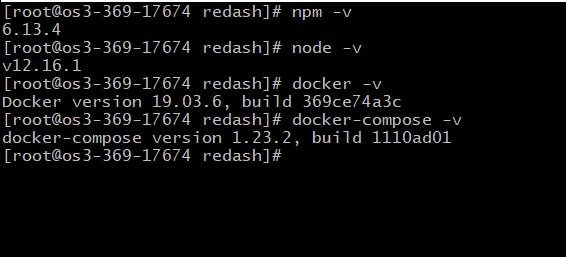 [root@os3-369-17674 redash]# npm -v
6.13.4
[root@os3-369-17674 redash]# node -v
v12.16.1
[root@os3-369-17674 redash]# docker -v
Docker version 19.03.6, build 369ce74a3c
[root@os3-369-17674 redash]# docker-compose -v
docker-compose version 1.23.2, build 1110ad01
[root@os3-369-17674 redash]#